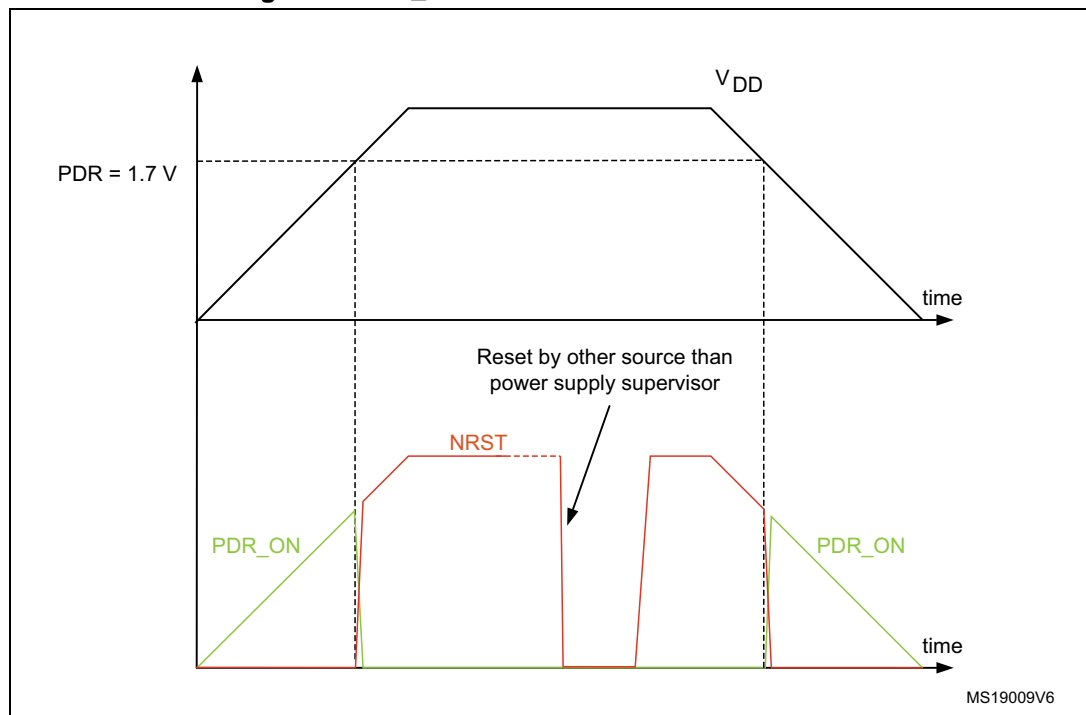 V DD
PDR = 1.7 V
time
Reset by other source than
power supply supervisor
NRST
PDR_ON
PDR_ON
time
MS19009V6